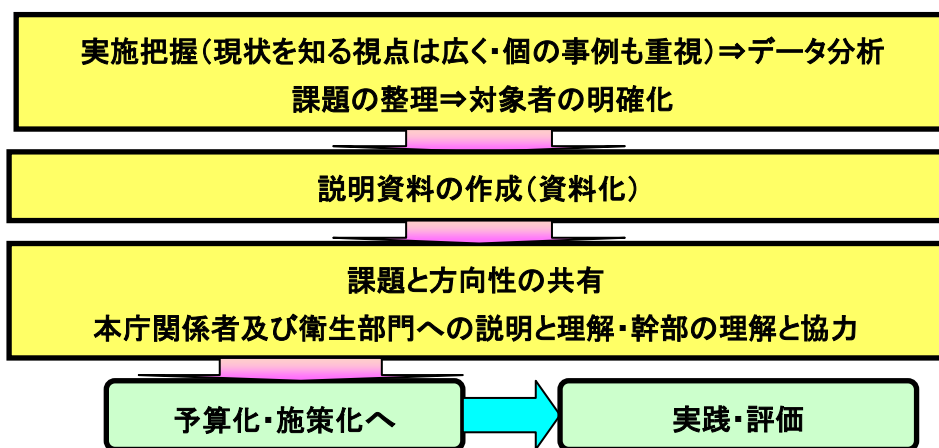 実施把握（現状を知る視点は広く・個の事例も重視）⇒データ分析
課題の整理⇒対象者の明確化
説明資料の作成（資料化）
課題と方向性の共有
本庁関係者及び衛生部門への説明と理解・幹部の理解と協力
予算化・施策化へ
実践・評価